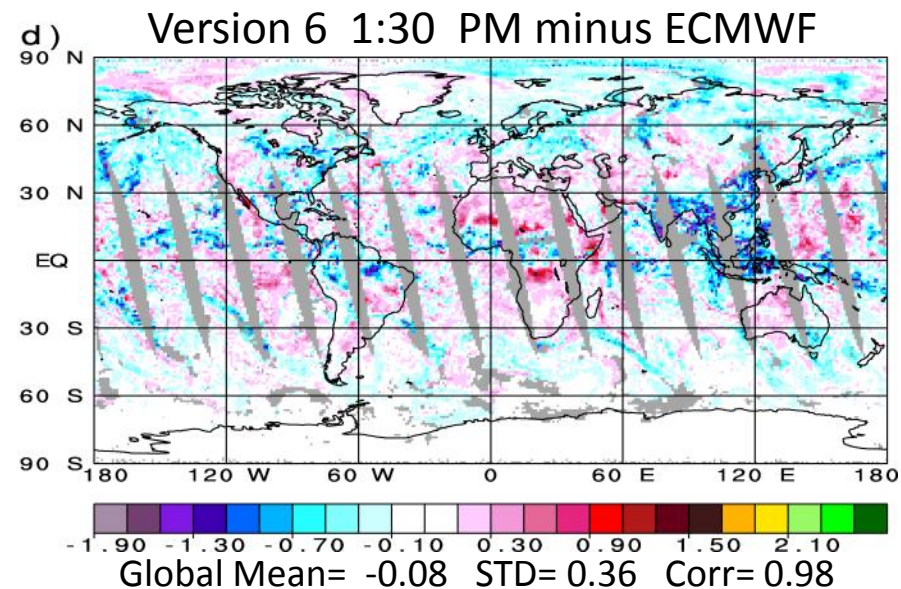 d) Version 6 1:30 PM minus ECMWF
90 N
60 N
30 N
EQ
30 S
60 S
90 S
180 120 W 60 W 0 60 E 120 E 180
-1.90 -1.30 -0.70 -0.10 0.30 0.90 1.50 2.10
Global Mean= -0.08 STD= 0.36 Corr= 0.98